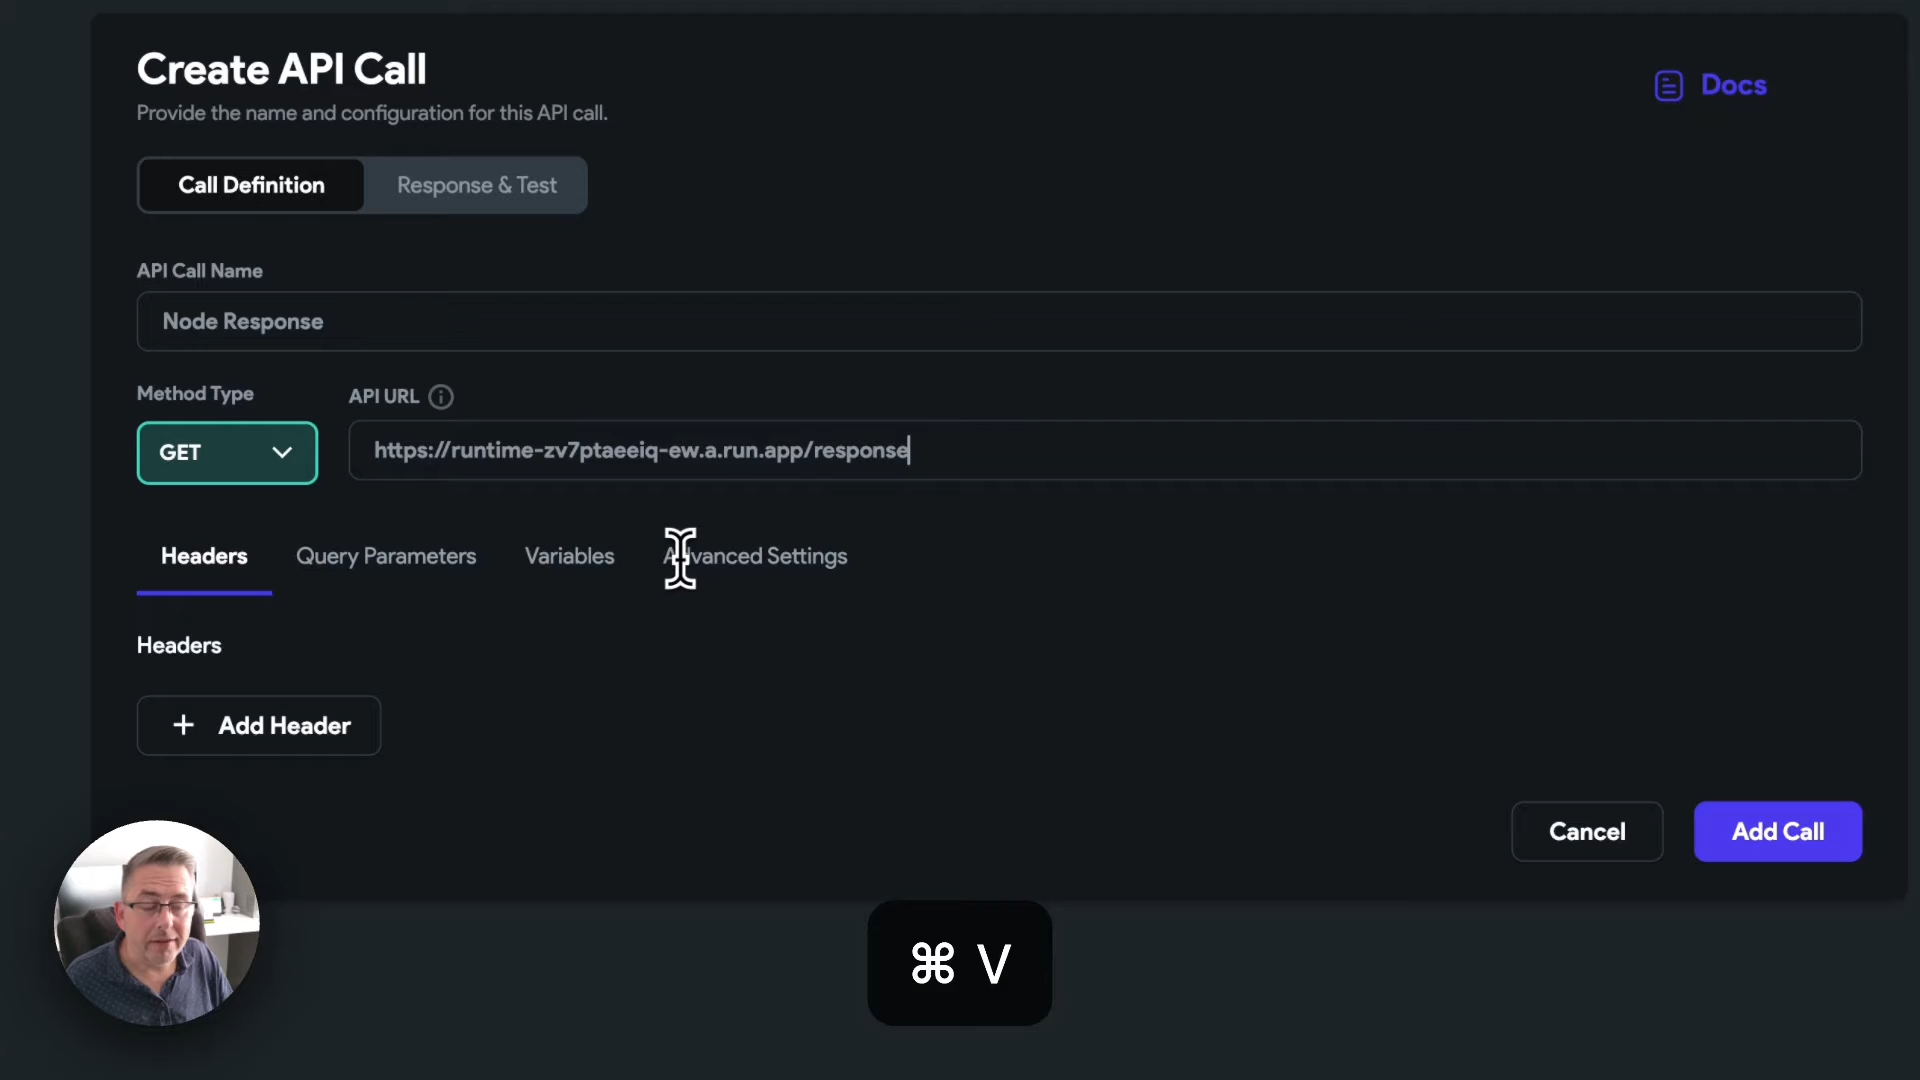 Create API Call
Docs
Provide the name and configuration for this API call.
Call Definition
Response & Test
API Call Name
Node Response
Method Type
API URL
GET
https://runtime-zv7ptaeeiq-ew.a.run.app/response
Headers
Query Parameters
Variables
Advanced Settings
Headers
+ Add Header
Cancel
Add Call
⌘ V